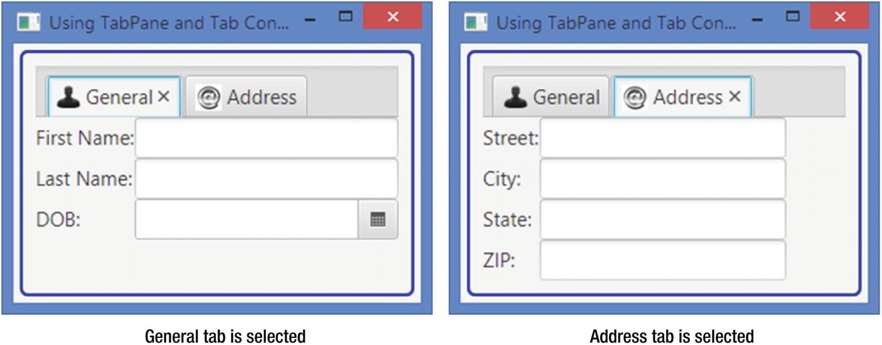 Using TabPane and Tab Con...
General Address
First Name:
Last Name:
DOB:
General tab is selected
Using TabPane and Tab Con...
General Address
Street:
City:
State:
ZIP:
Address tab is selected